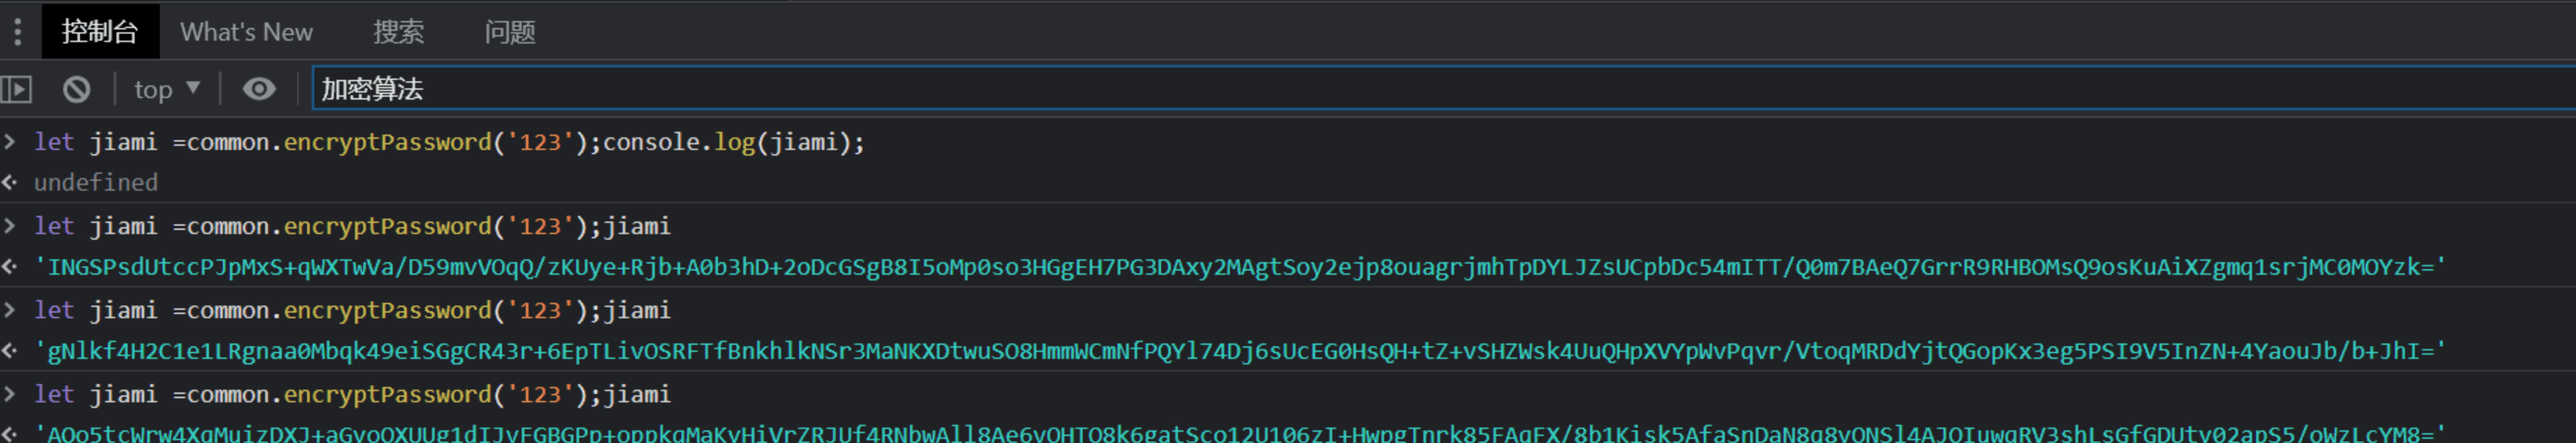 控制台 What's New 搜索 问题
top 加密算法
let jiami =common.encryptPassword('123');console.log(jiami);
undefined
let jiami =common.encryptPassword('123');jiami
'INGSPsdUtccPJpMxS+qWXTwVa/D59mvVOqQ/zKUye+Rjb+A0b3hD+2oDcGSgB8I5oMp0so3HGgEH7PG3DAxy2MAgtSoy2ejp8ouagrjmhTpDYLJZsUCpbDc54mITT/Q0m7BAeQ7GrrR9RHBOMsQ9osKuAiXZgmq1srjMC0MOYzk='
let jiami =common.encryptPassword('123');jiami
'gNlkf4H2C1e1LRgnaa0Mbqk49eiSGgCR43r+6EpTLivOSRFTfBnkhlkNSr3MaNKXDtwuSO8HmmWCmNfPQYl74Dj6sUcEG0HsQH+tZ+vSHZWsk4UuQHpXVYpWvPqvr/VtoqMRDdYjtQGopKx3eg5PSI9V5InZN+4YaouJb/b+JhI='
let jiami =common.encryptPassword('123');jiami